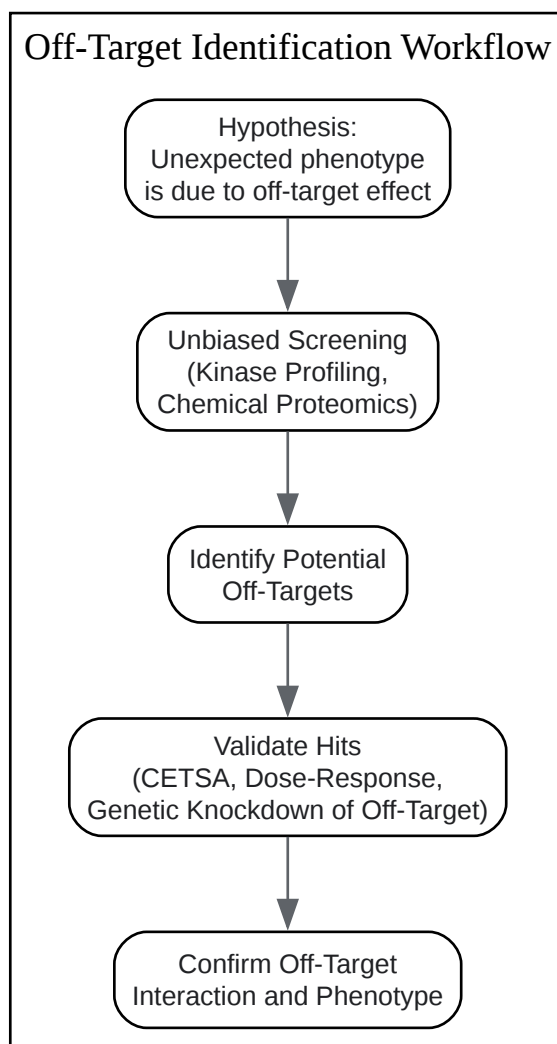 Off-Target Identification Workflow
Hypothesis:
Unexpected phenotype
is due to off-target effect
Unbiased Screening
(Kinase Profiling,
Chemical Proteomics)
Identify Potential
Off-Targets
Validate Hits
(CETSA, Dose-Response,
Genetic Knockdown of Off-Target)
Confirm Off-Target
Interaction and Phenotype